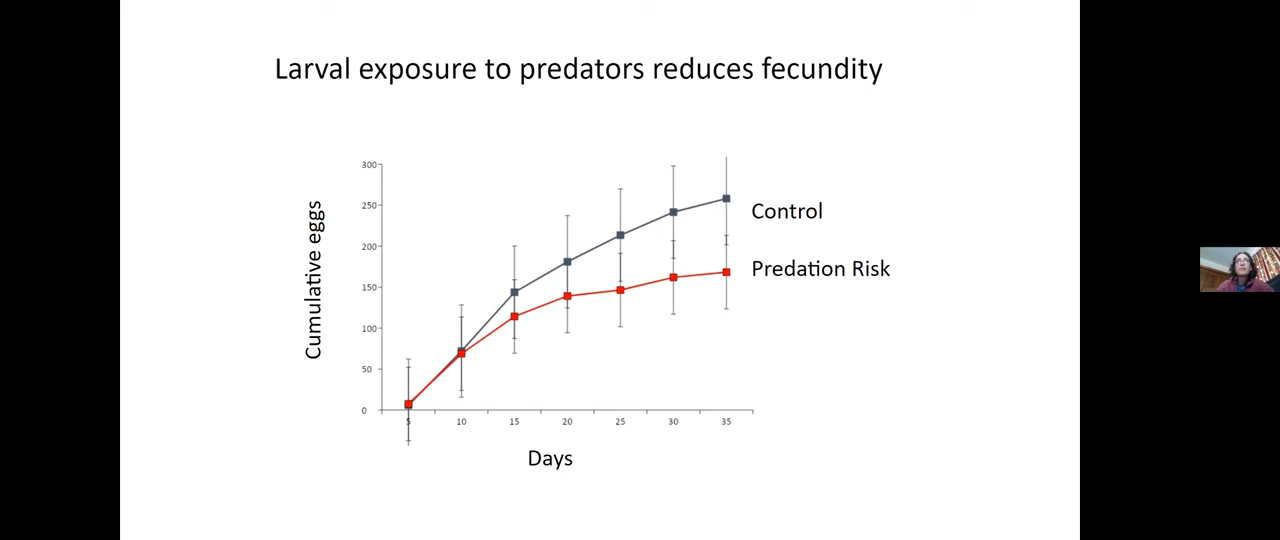 Larval exposure to predators reduces fecundity
Cumulative eggs
300
250
200
150
100
50
0
5
10
15
20
25
30
35
Control
Predation Risk
Days